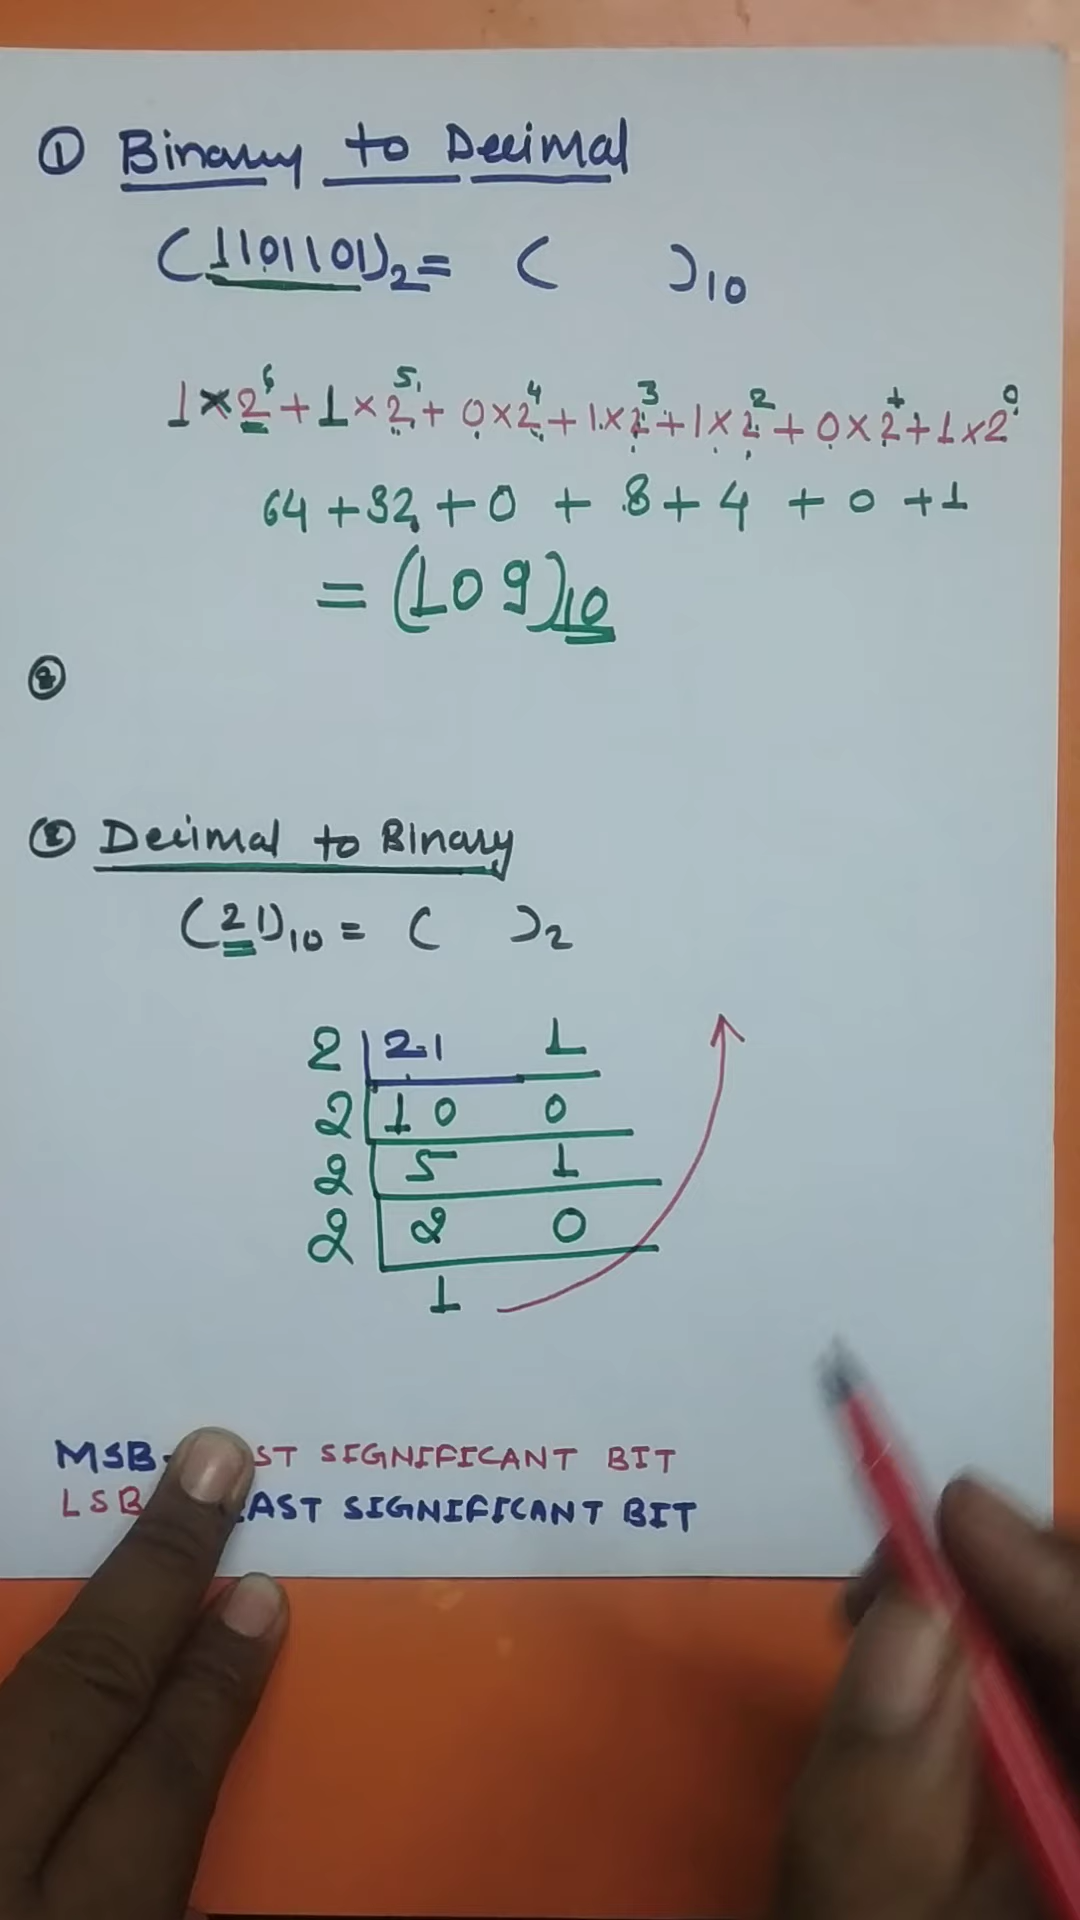 ① Binary to Decimal
(1101101)₂ = (      )₁₀
1×2⁶ + 1×2⁵ + 0×2⁴ + 1×2³ + 1×2² + 0×2¹ + 1×2⁰
64 + 32 + 0 + 8 + 4 + 0 + 1
= (109)₁₀
②
② Decimal to Binary
(21)₁₀ = (      )₂
2 | 21 1
2 | 10 0
2 | 5 1
2 | 2 0
1
MSB- ST SIGNIFICANT BIT
LSB EAST SIGNIFICANT BIT